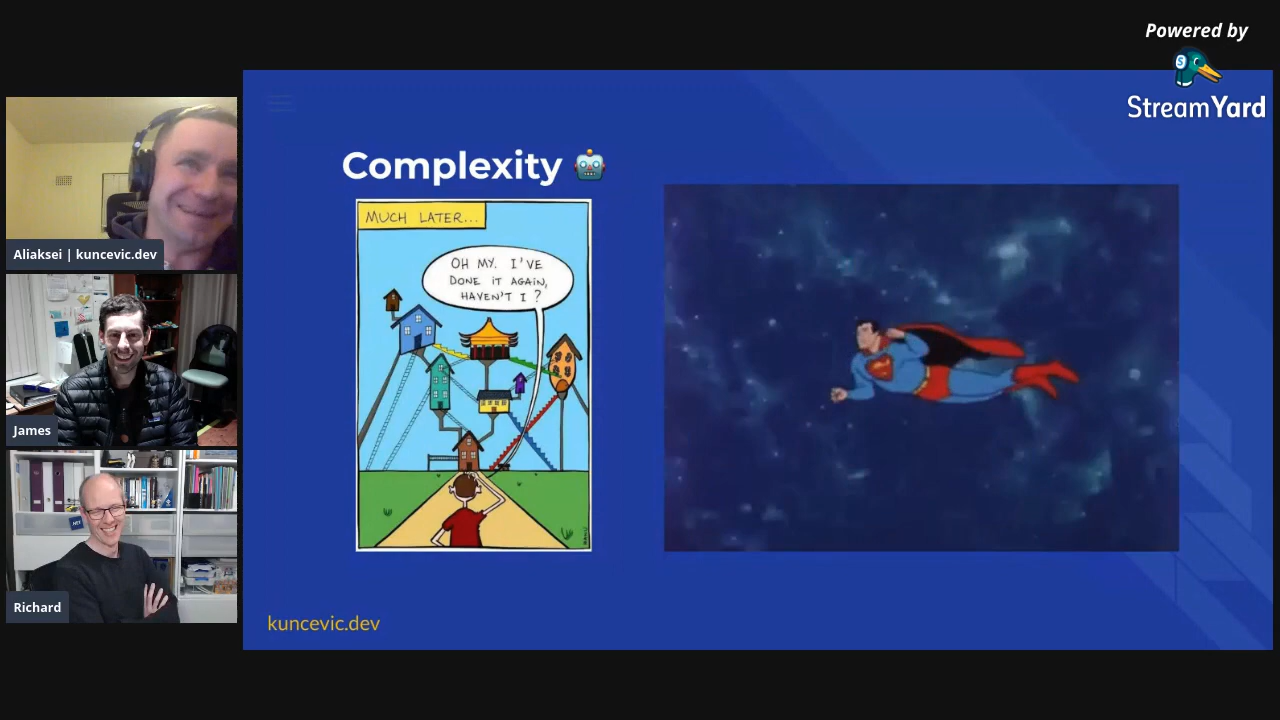 Powered by
StreamYard
Aliaksei | kuncevic.dev
James
Richard
Complexity
MUCH LATER...
OH MY. I'VE
DONE IT AGAIN,
HAVEN'T I ?
kuncevic.dev